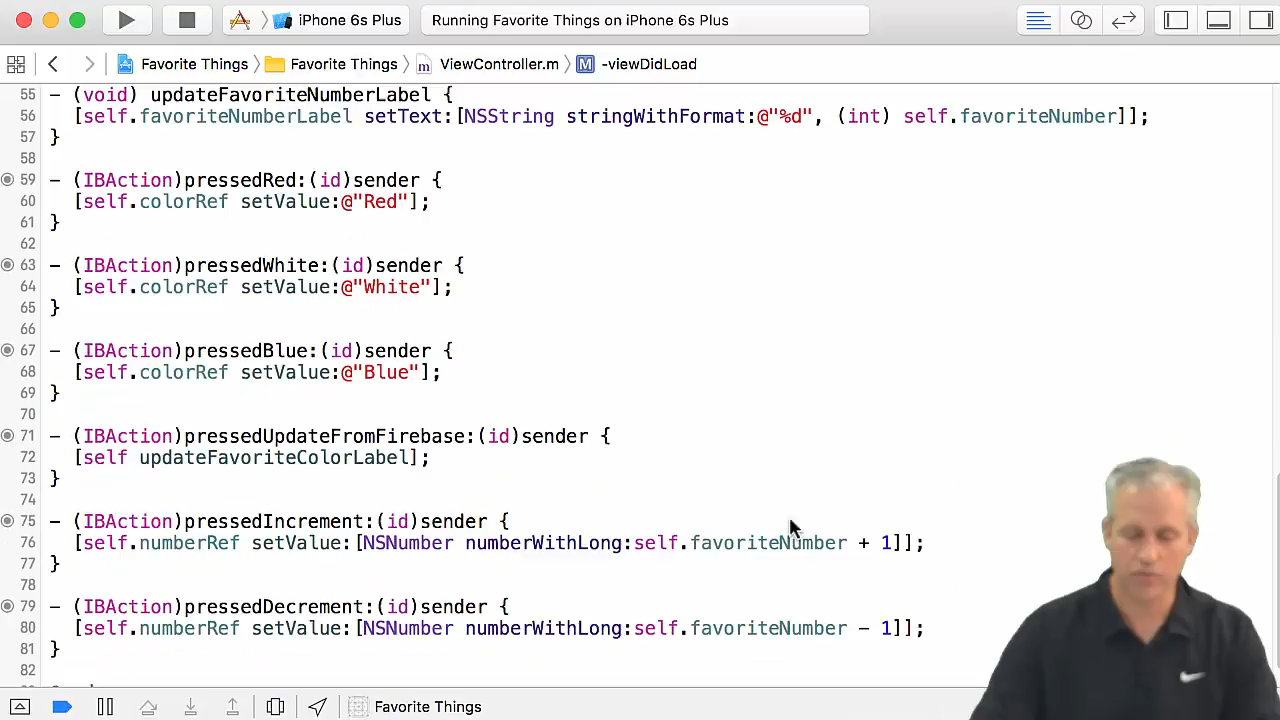 iPhone 6s Plus
Running Favorite Things on iPhone 6s Plus
Favorite Things
Favorite Things
ViewController.m
M
-viewDidLoad
55 - (void) updateFavoriteNumberLabel {
56 [self.favoriteNumberLabel setText:[NSString stringWithFormat:@"%d", (int) self.favoriteNumber]];
57 }
58
59 - (IBAction)pressedRed:(id)sender {
60 [self.colorRef setValue:@"Red"];
61 }
62
63 - (IBAction)pressedWhite:(id)sender {
64 [self.colorRef setValue:@"White"];
65 }
66
67 - (IBAction)pressedBlue:(id)sender {
68 [self.colorRef setValue:@"Blue"];
69 }
70
71 - (IBAction)pressedUpdateFromFirebase:(id)sender {
72 [self updateFavoriteColorLabel];
73 }
74
75 - (IBAction)pressedIncrement:(id)sender {
76 [self.numberRef setValue:[NSNumber numberWithLong:self.favoriteNumber + 1]];
77 }
78
79 - (IBAction)pressedDecrement:(id)sender {
80 [self.numberRef setValue:[NSNumber numberWithLong:self.favoriteNumber - 1]];
81 }
82
Favorite Things